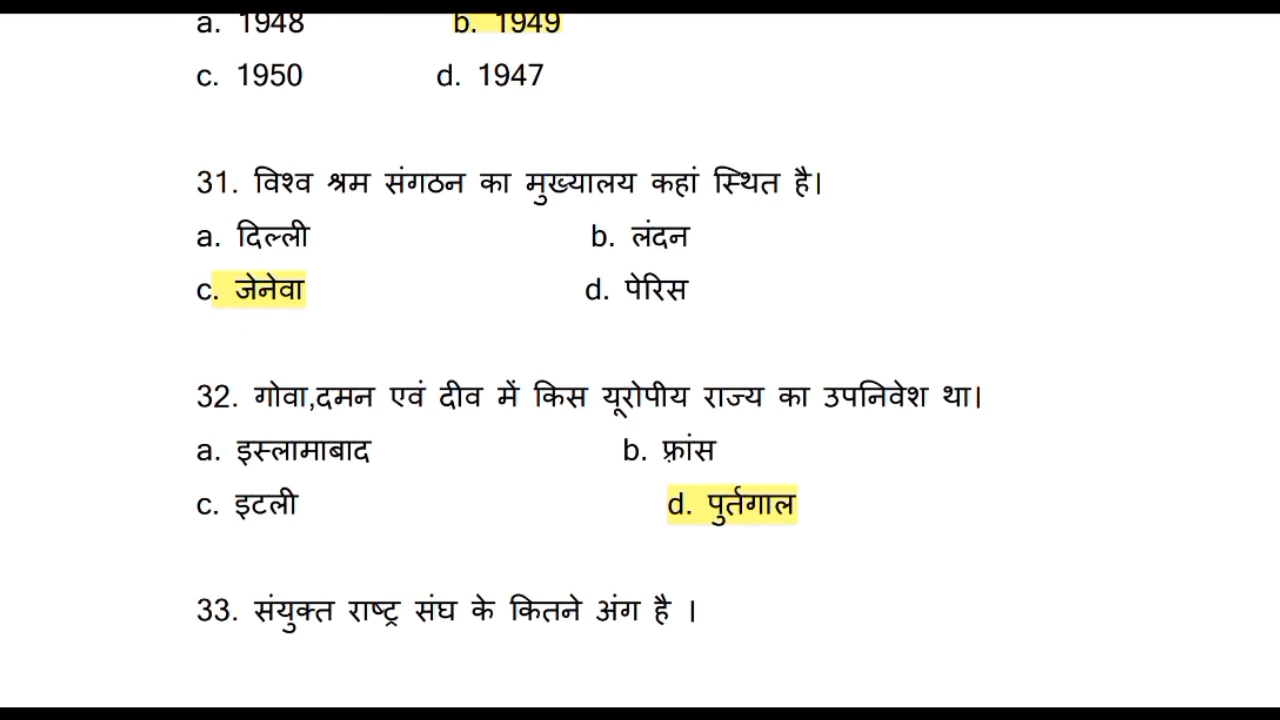 a. 1948 b. 1949
c. 1950 d. 1947
31. विश्व श्रम संगठन का मुख्यालय कहां स्थित है।
a. दिल्ली b. लंदन
c. जेनेवा d. पेरिस
32. गोवा,दमन एवं दीव में किस यूरोपीय राज्य का उपनिवेश था।
a. इस्लामाबाद b. फ़्रांस
c. इटली d. पुर्तगाल
33. संयुक्त राष्ट्र संघ के कितने अंग है ।